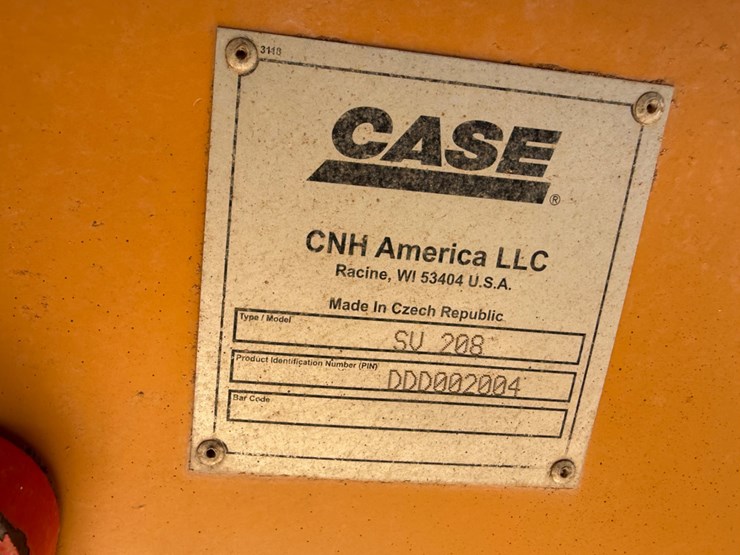 3118
CASE
®
CNH America LLC
Racine, WI 53404 U.S.A.
Made In Czech Republic
Type / Model
SV 208
Product Identification Number (PIN)
DDD002004
Bar Code